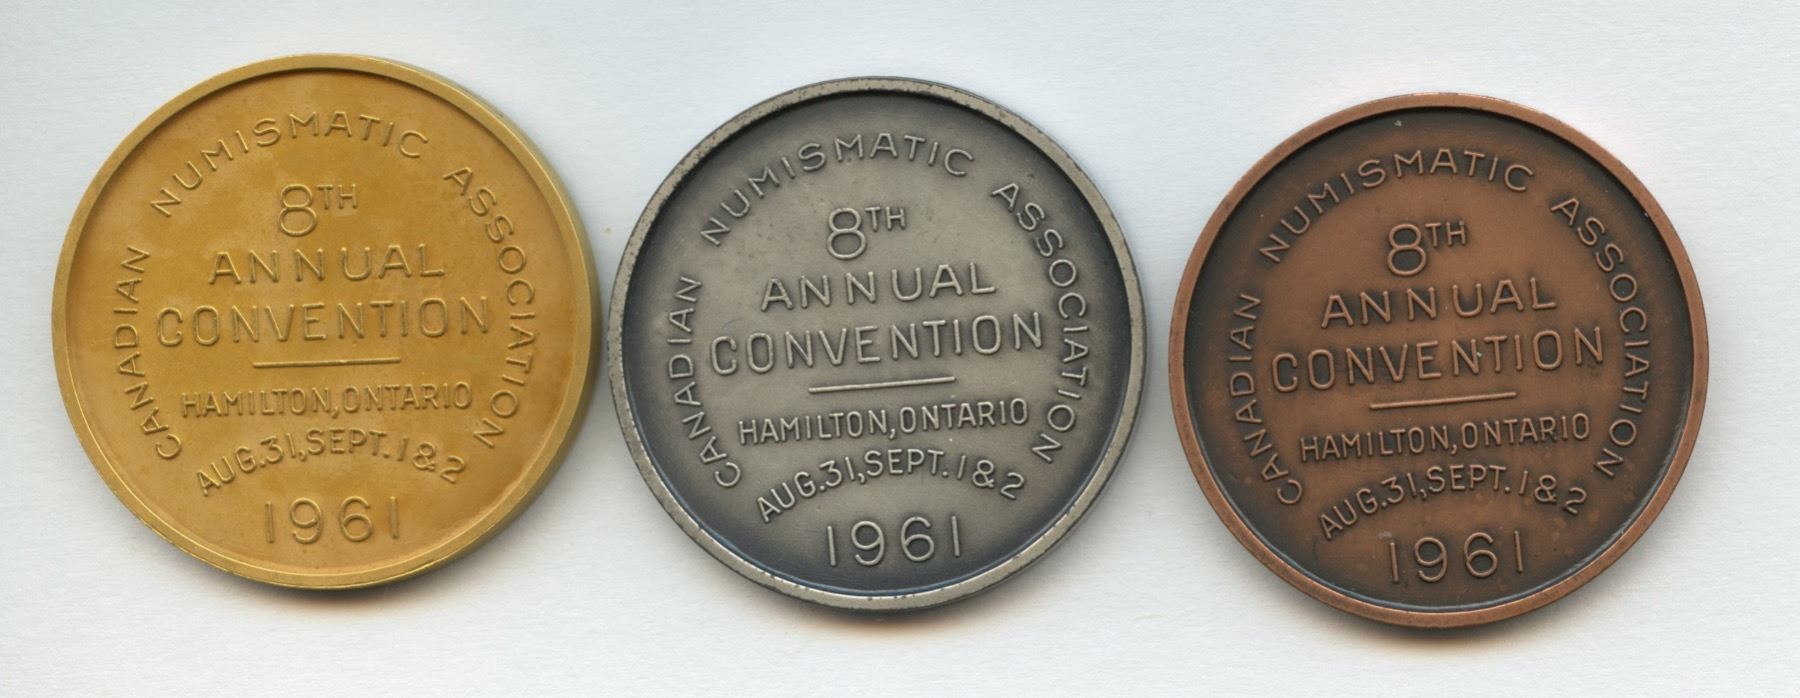 CANADIAN NUMISMATIC ASSOCIATION
8TH
ANNUAL
CONVENTION
HAMILTON, ONTARIO
AUG. 31, SEPT. 1 & 2
1961
CANADIAN NUMISMATIC ASSOCIATION
8TH
ANNUAL
CONVENTION
HAMILTON, ONTARIO
AUG. 31, SEPT. 1 & 2
1961
CANADIAN NUMISMATIC ASSOCIATION
8TH
ANNUAL
CONVENTION
HAMILTON, ONTARIO
AUG. 31, SEPT. 1 & 2
1961